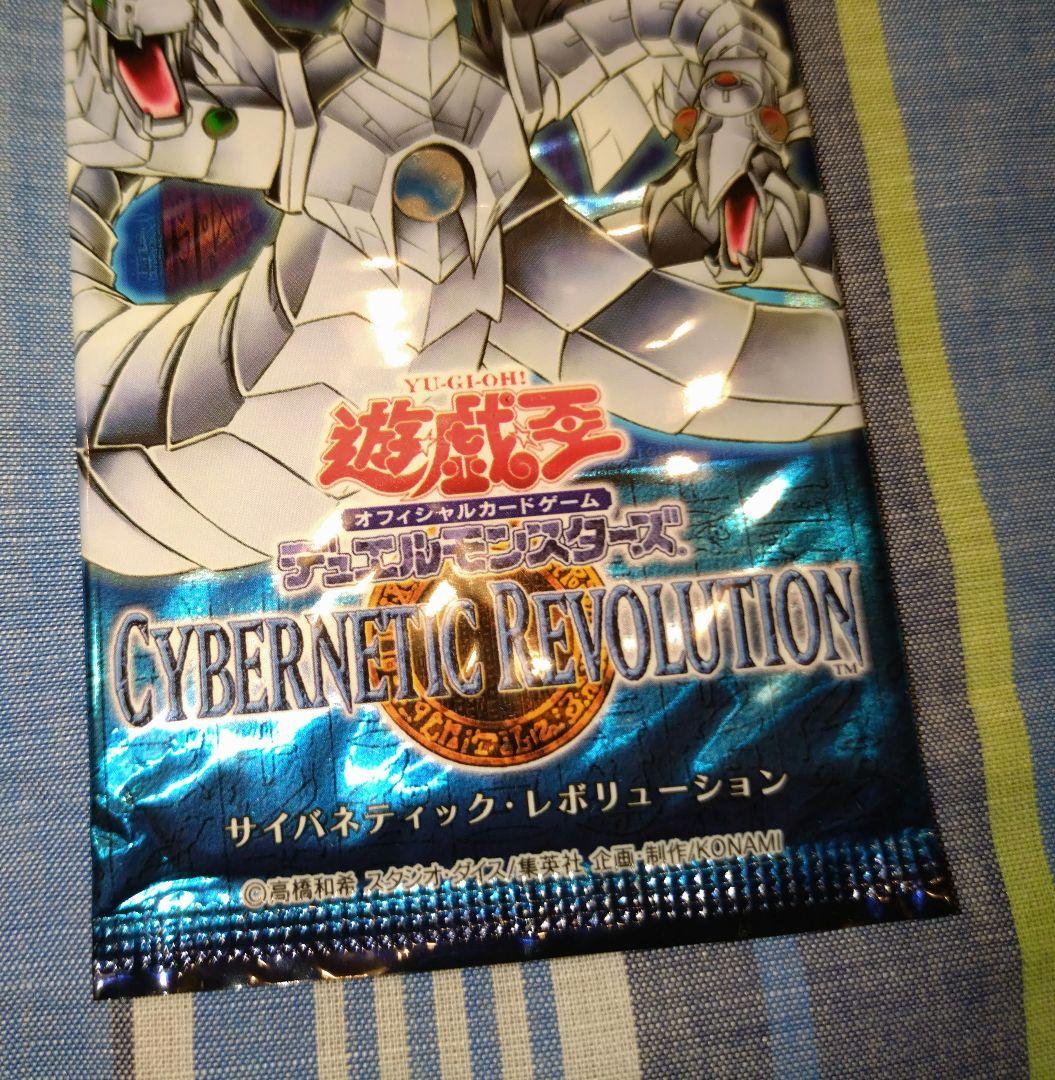 YU-GI-OH!
遊戯王
オフィシャルカードゲーム
デュエルモンスターズ
CYBERNETIC REVOLUTION™
サイバネティック・レボリューション
©高橋和希 スタジオ・ダイス/集英社 企画・制作/KONAMI